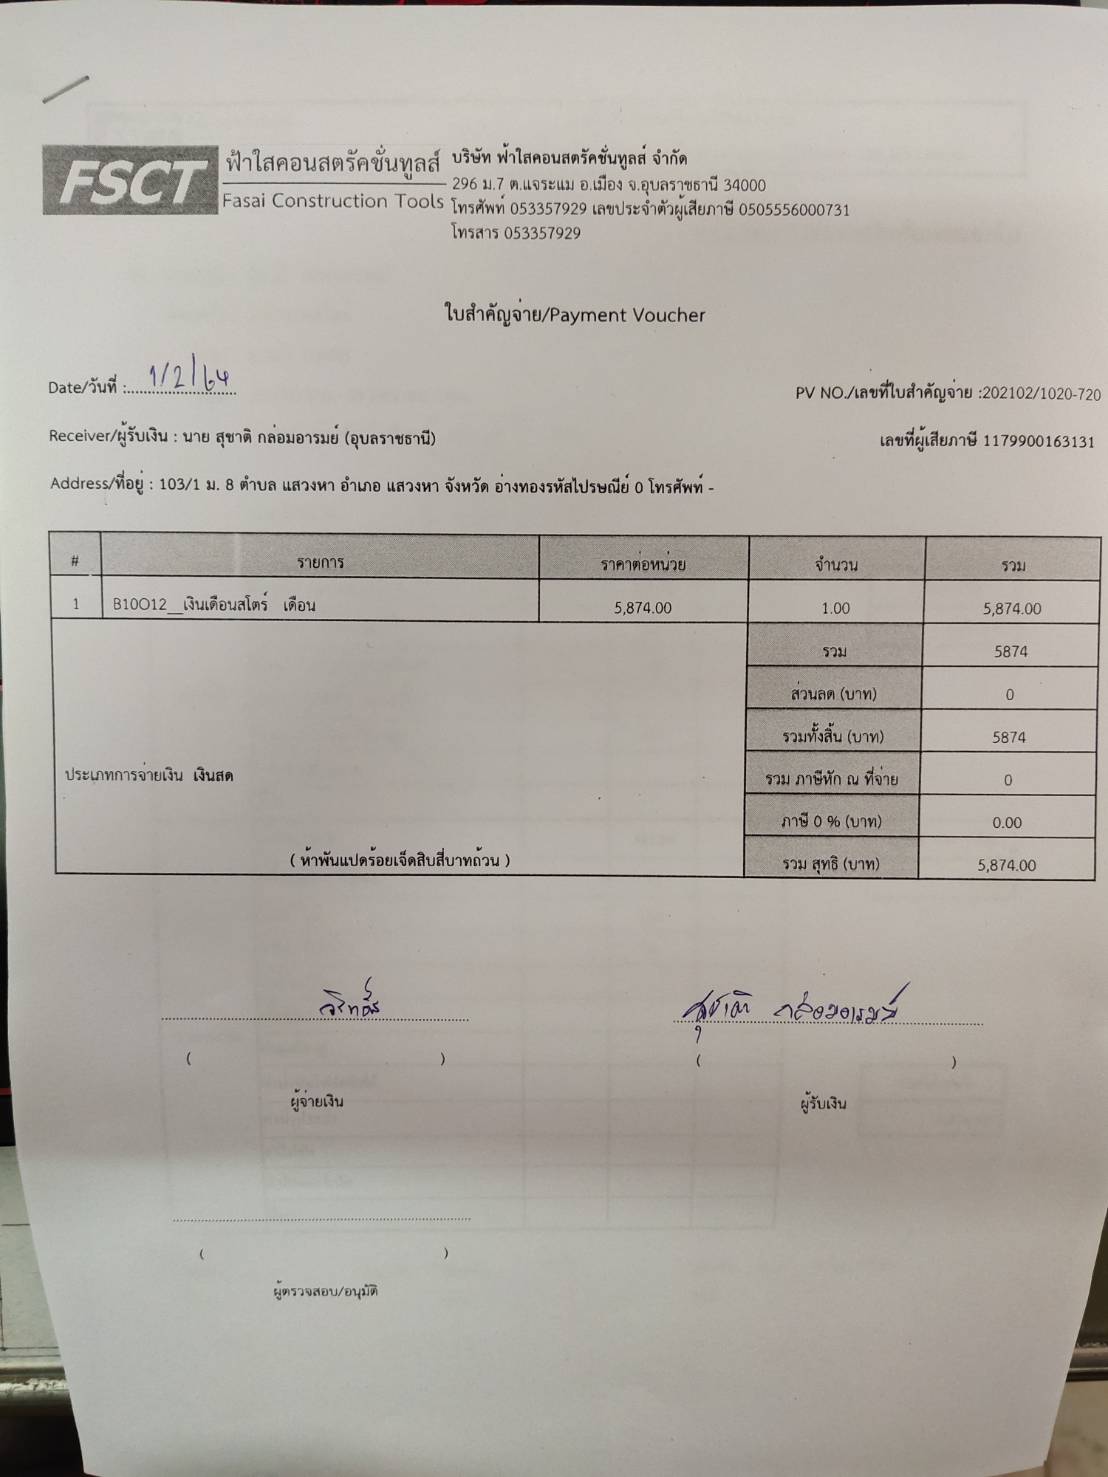 FSCT ฟ้าใสคอนสตรัคชั่นทูลส์
Fasai Construction Tools
บริษัท ฟ้าใสคอนสตรัคชั่นทูลส์ จำกัด
296 ม.7 ต.แจระแม อ.เมือง จ.อุบลราชธานี 34000
โทรศัพท์ 053357929 เลขประจำตัวผู้เสียภาษี 0505556000731
โทรสาร 053357929
ใบสำคัญจ่าย/Payment Voucher
Date/วันที่ : 1/2/64
PV NO./เลขที่ใบสำคัญจ่าย :202102/1020-720
Receiver/ผู้รับเงิน : นาย สุชาติ กล่อมอารมย์ (อุบลราชธานี)
เลขที่ผู้เสียภาษี 1179900163131
Address/ที่อยู่ : 103/1 ม. 8 ตำบล แสวงหา อำเภอ แสวงหา จังหวัด อ่างทองรหัสไปรษณีย์ 0 โทรศัพท์ -
# รายการ ราคาต่อหน่วย จำนวน รวม
1 B10O12__เงินเดือนสโตร์ เดือน 5,874.00 1.00 5,874.00
รวม 5874
ส่วนลด (บาท) 0
รวมทั้งสิ้น (บาท) 5874
ประเภทการจ่ายเงิน เงินสด
รวม ภาษีหัก ณ ที่จ่าย 0
ภาษี 0 % (บาท) 0.00
( ห้าพันแปดร้อยเจ็ดสิบสี่บาทถ้วน )
รวม สุทธิ (บาท) 5,874.00
สุชาติ กล่อมอารมย์
( )
( )
ผู้จ่ายเงิน
ผู้รับเงิน
( )
ผู้ตรวจสอบ/อนุมัติ